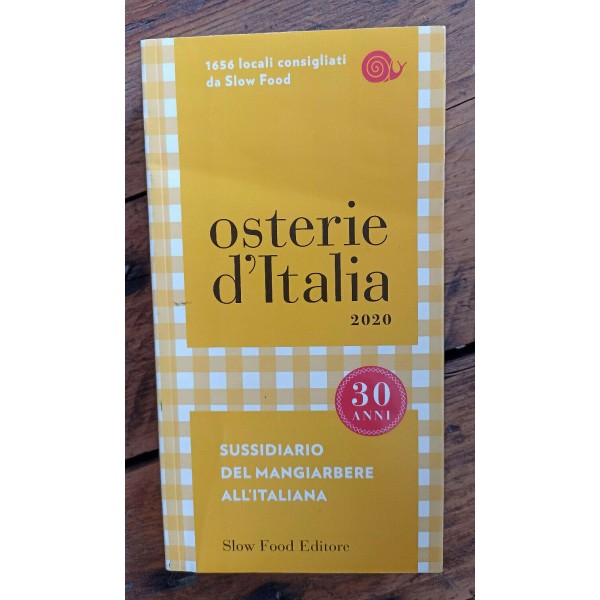 1656 locali consigliati
da Slow Food
osterie
d'Italia
2020
30
ANNI
SUSSIDIARIO
DEL MANGIARBERE
ALL'ITALIANA
Slow Food Editore